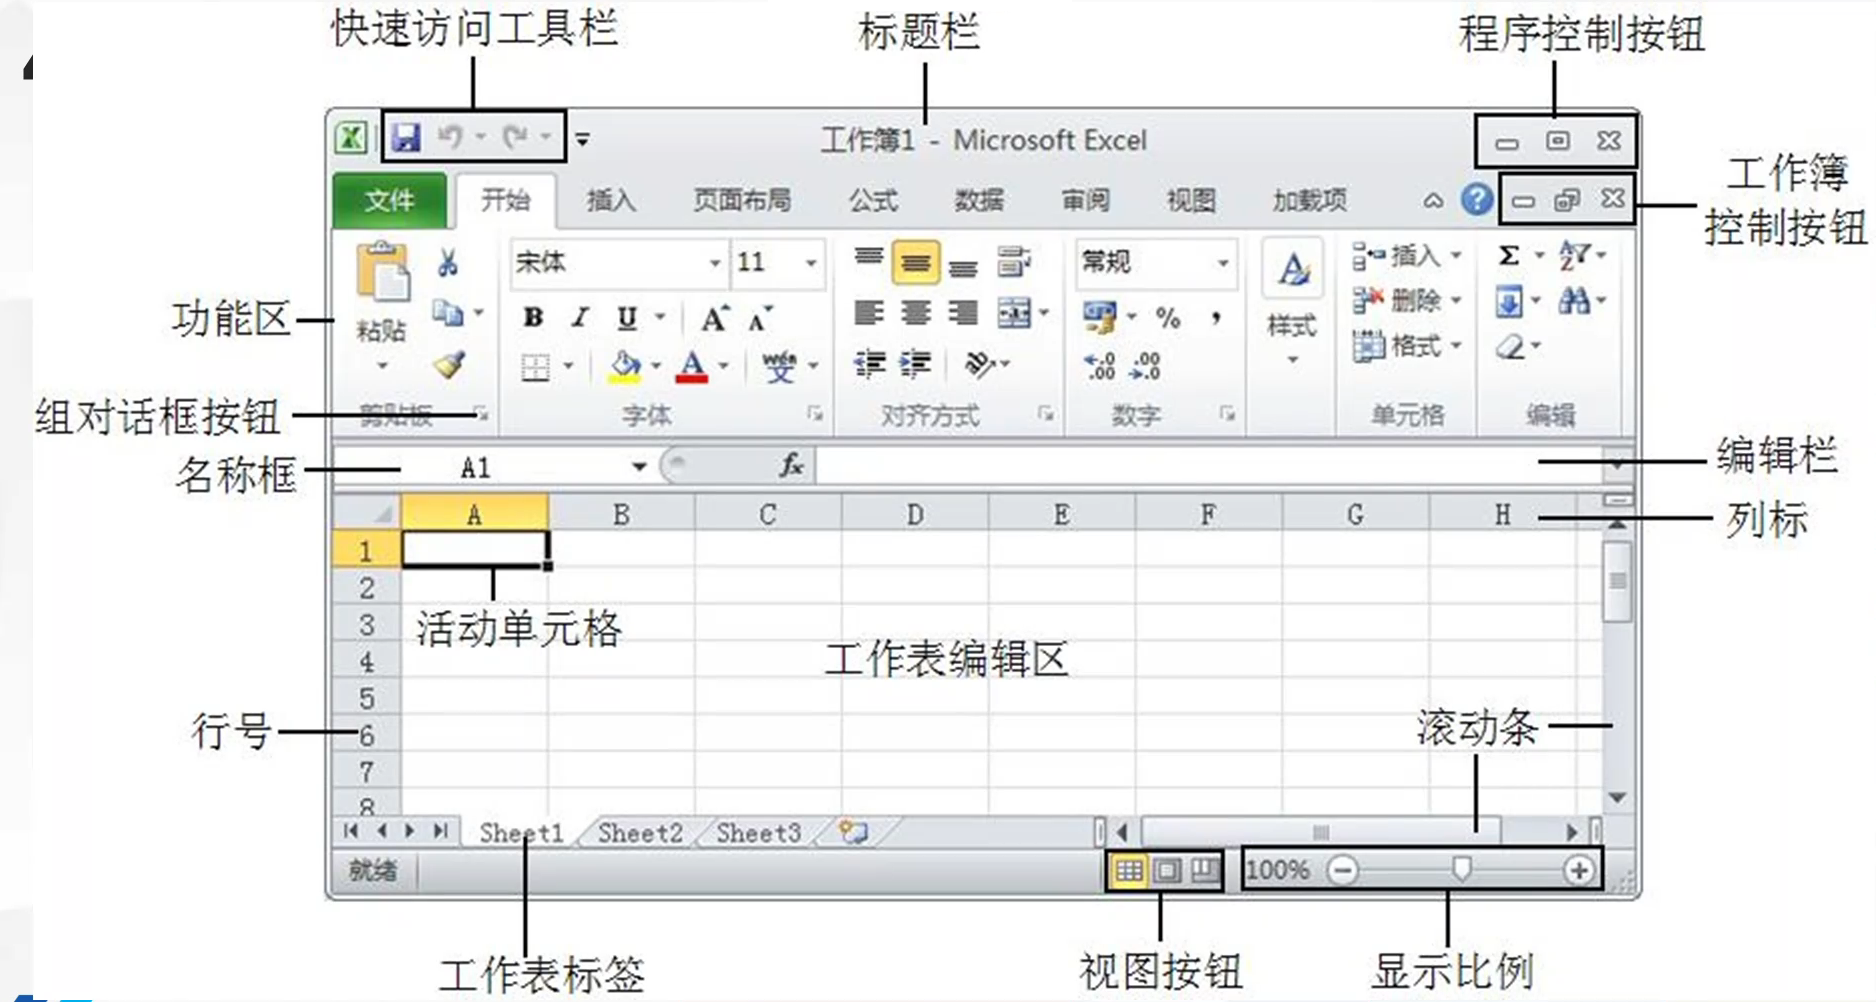 快速访问工具栏
标题栏
程序控制按钮
工作簿1 - Microsoft Excel
工作簿
控制按钮
文件 开始 插入 页面布局 公式 数据 审阅 视图 加载项
宋体 11 常规 插入 Σ
功能区
粘贴 B I U A A % , 样式 删除
wén 文 A .00 .00 格式
组对话框按钮
剪贴板 字体 对齐方式 数字 单元格 编辑
名称框
A1 fx
编辑栏
A B C D E F G H
列标
1
2
活动单元格
3
4
工作表编辑区
5
行号
6
滚动条
7
8
Sheet1 Sheet2 Sheet3
就绪 100%
工作表标签
视图按钮
显示比例